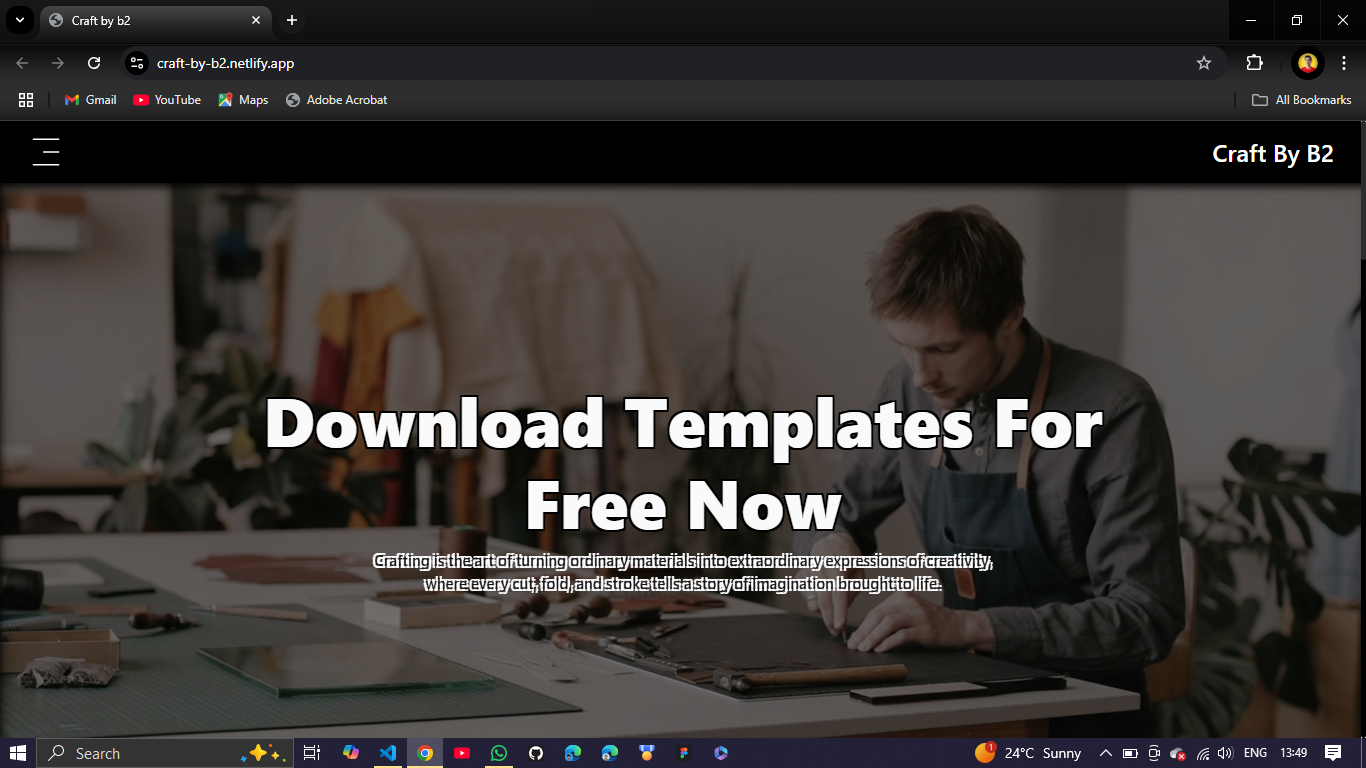 Craft by b2
craft-by-b2.netlify.app
Gmail
YouTube
Maps
Adobe Acrobat
All Bookmarks
Craft By B2
Download Templates For
Free Now
Crafting is the art of turning ordinary materials into extraordinary expressions of creativity,
where every cut, fold, and stroke tells a story of imagination brought to life.
Search
1
24°C Sunny
ENG
13:49